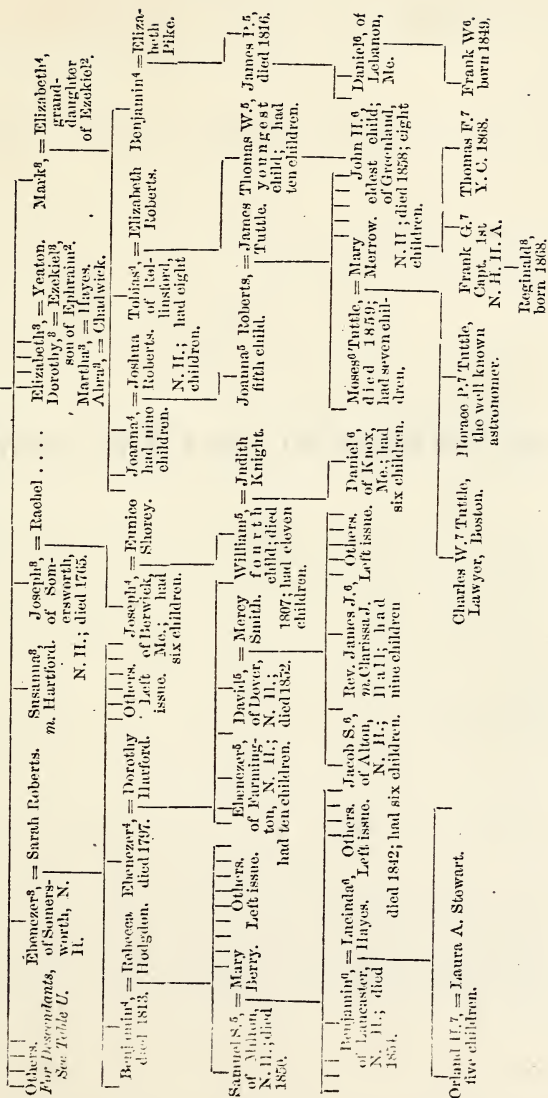 Others.
For Descendants,
See Table U.
Ebenezer³, = Sarah Roberts.
of Somers-
worth, N.
H.
Susanna³,
m. Hartford.
Joseph³, = Rachel . . . .
of Som-
ersworth,
N. H.; died 1765.
Elizabeth³, = Yeaton.
Dorothy,³ = Ezekiel³,
son of Ephraim².
Martha³, = Hayes.
Abra³, = Chadwick.
Mark³, = Elizabeth⁴,
grand-
daughter
of Ezekiel².
Benjamin⁴, = Rebecca
died 1813. Hodgdon.
Ebenezer⁴, = Dorothy
died 1797. Harford.
Others.
Left
issue.
Joseph⁴, = Eunice
of Berwick, Shorey.
Me.; had
six children.
Joanna⁴, = Joshua
had nine Roberts.
children.
Tobias⁴, = Elizabeth
of Rol- Roberts.
linsford,
N. H.; had eight
children.
Benjamin⁴ = Eliza-
beth
Pike.
Samuel S.⁵, = Mary
of Milton, Berry.
N. H.; died
1850.
Others.
Left issue.
Ebenezer⁵,
of Farming-
ton, N. H.;
had ten children.
David⁵, = Mercy
of Dover, Smith.
N. H.;
died 1852.
William⁵, = Judith
fourth Knight.
child; died
1807; had eleven
children.
Joanna⁵ Roberts, = James
fifth child. Tuttle.
Thomas W.⁵,
youngest
child; had
ten children.
James P.⁵,
died 1816.
Benjamin⁶, = Lucinda⁶,
of Lancaster, Hayes.
N. H.; died
1854.
Others.
Left issue.
Jacob S.⁶,
of Alton,
N. H.;
died 1842; had six children.
Rev. James J.⁶,
m. Clarissa J.
Hall; had
nine children
Others.
Left issue.
Daniel⁶,
of Knox,
Me.; had
six children.
Moses⁶ Tuttle, = Mary
died 1859; Merrow.
had seven chil-
dren.
John H.⁶
eldest child;
of Greenland,
N. H.; died 1858; eight
children.
Daniel⁶, of
Lebanon,
Me.
Orland H.⁷, = Laura A. Stewart.
five children.
Charles W.⁷ Tuttle,
Lawyer, Boston.
Horace P.⁷ Tuttle,
the well known
astronomer.
Frank G.⁷
Capt. 1st
N. H. H. A.
Thomas F.⁷
Y. C. 1868.
Frank W⁶.
born 1849.
Reginald⁸,
born 1868.